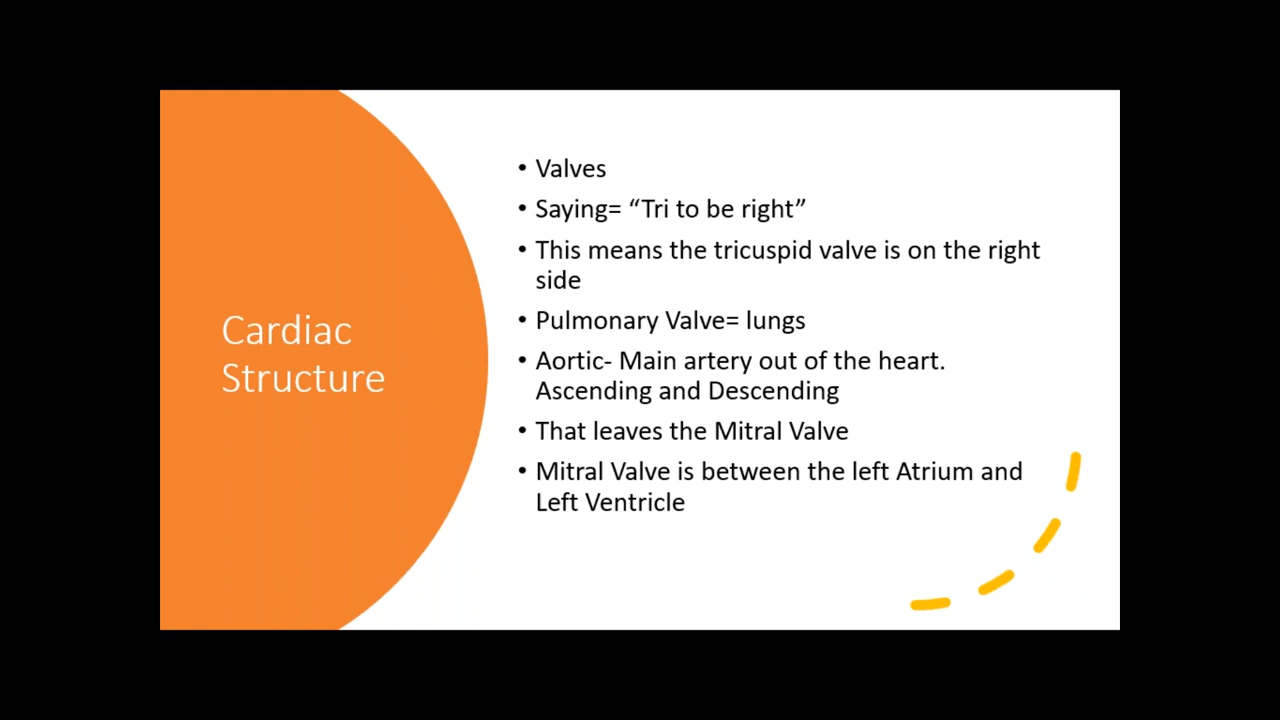 Cardiac
Structure
• Valves
• Saying= “Tri to be right”
• This means the tricuspid valve is on the right
side
• Pulmonary Valve= lungs
• Aortic- Main artery out of the heart.
Ascending and Descending
• That leaves the Mitral Valve
• Mitral Valve is between the left Atrium and
Left Ventricle